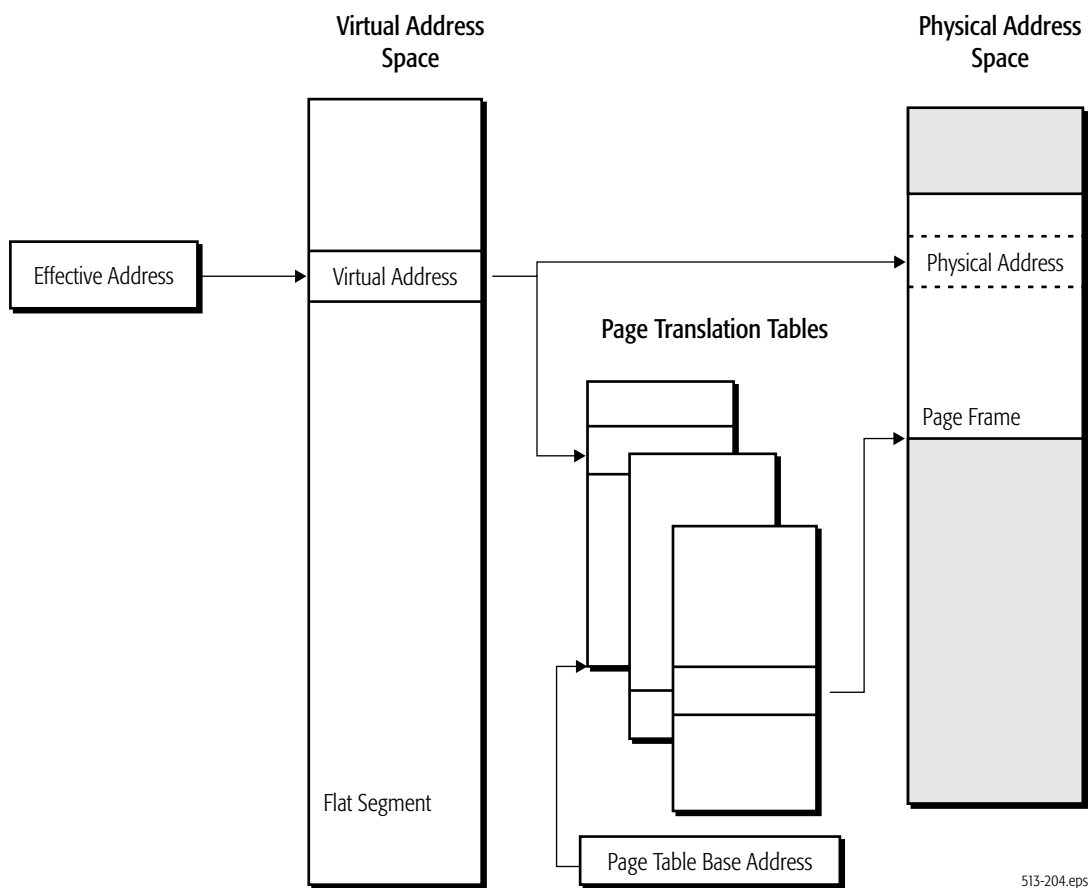 Virtual Address
Space
Physical Address
Space
Effective Address
Virtual Address
Physical Address
Page Translation Tables
Page Frame
Flat Segment
Page Table Base Address
513-204.eps